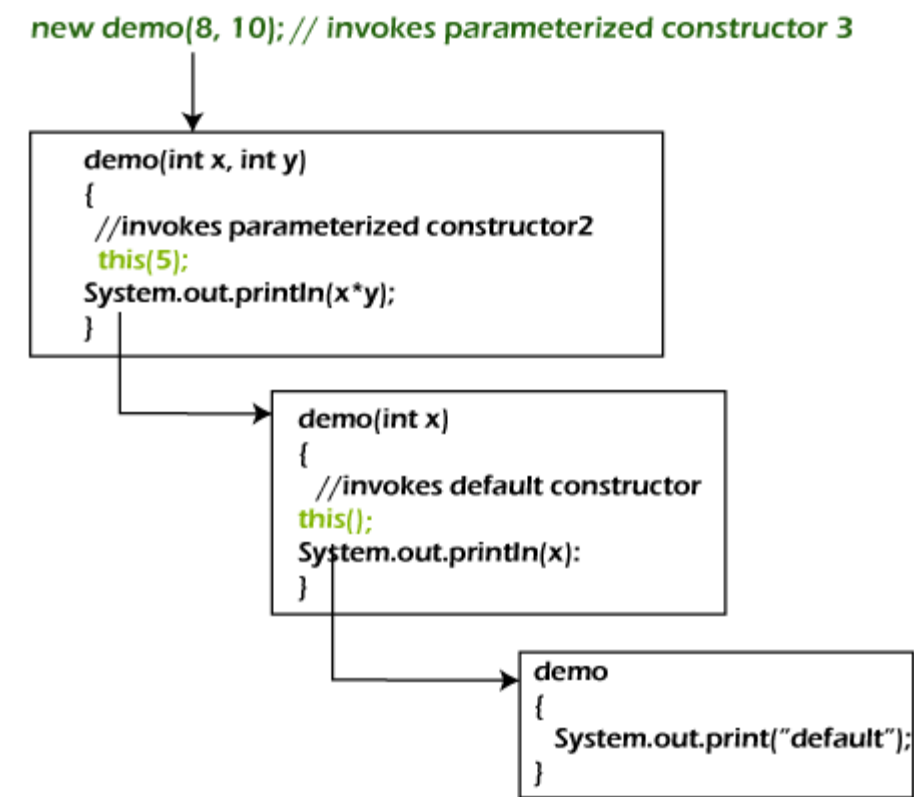 new demo(8, 10); // invokes parameterized constructor 3
demo(int x, int y)
{
//invokes parameterized constructor2
this(5);
System.out.println(x*y);
}
demo(int x)
{
//invokes default constructor
this();
System.out.println(x):
}
demo
{
System.out.print("default");
}